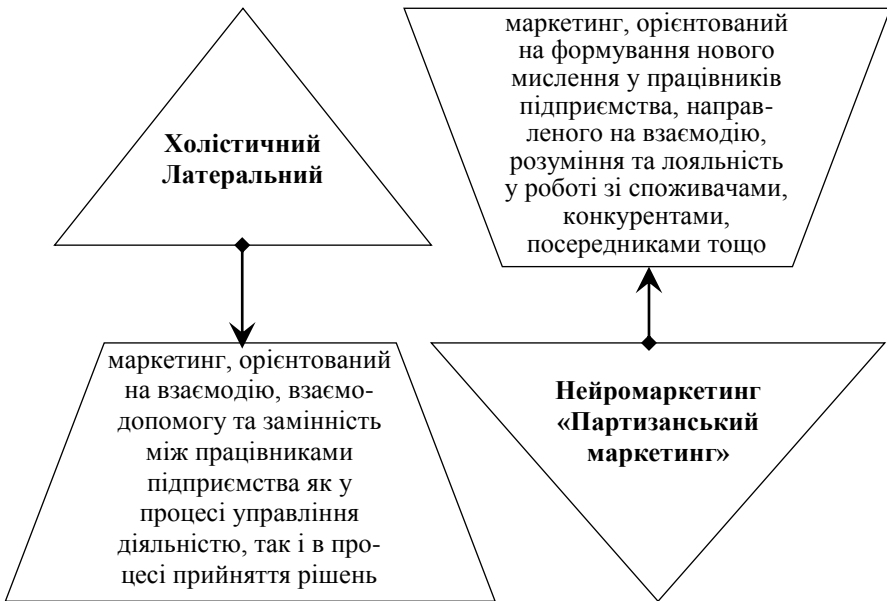 Холістичний
Латеральний
маркетинг, орієнтований
на формування нового
мислення у працівників
підприємства, направ-
леного на взаємодію,
розуміння та лояльність
у роботі зі споживачами,
конкурентами,
посередниками тощо
маркетинг, орієнтований
на взаємодію, взаємо-
допомогу та замінність
між працівниками
підприємства як у
процесі управління
діяльністю, так і в про-
цесі прийняття рішень
Нейромаркетинг
«Партизанський
маркетинг»